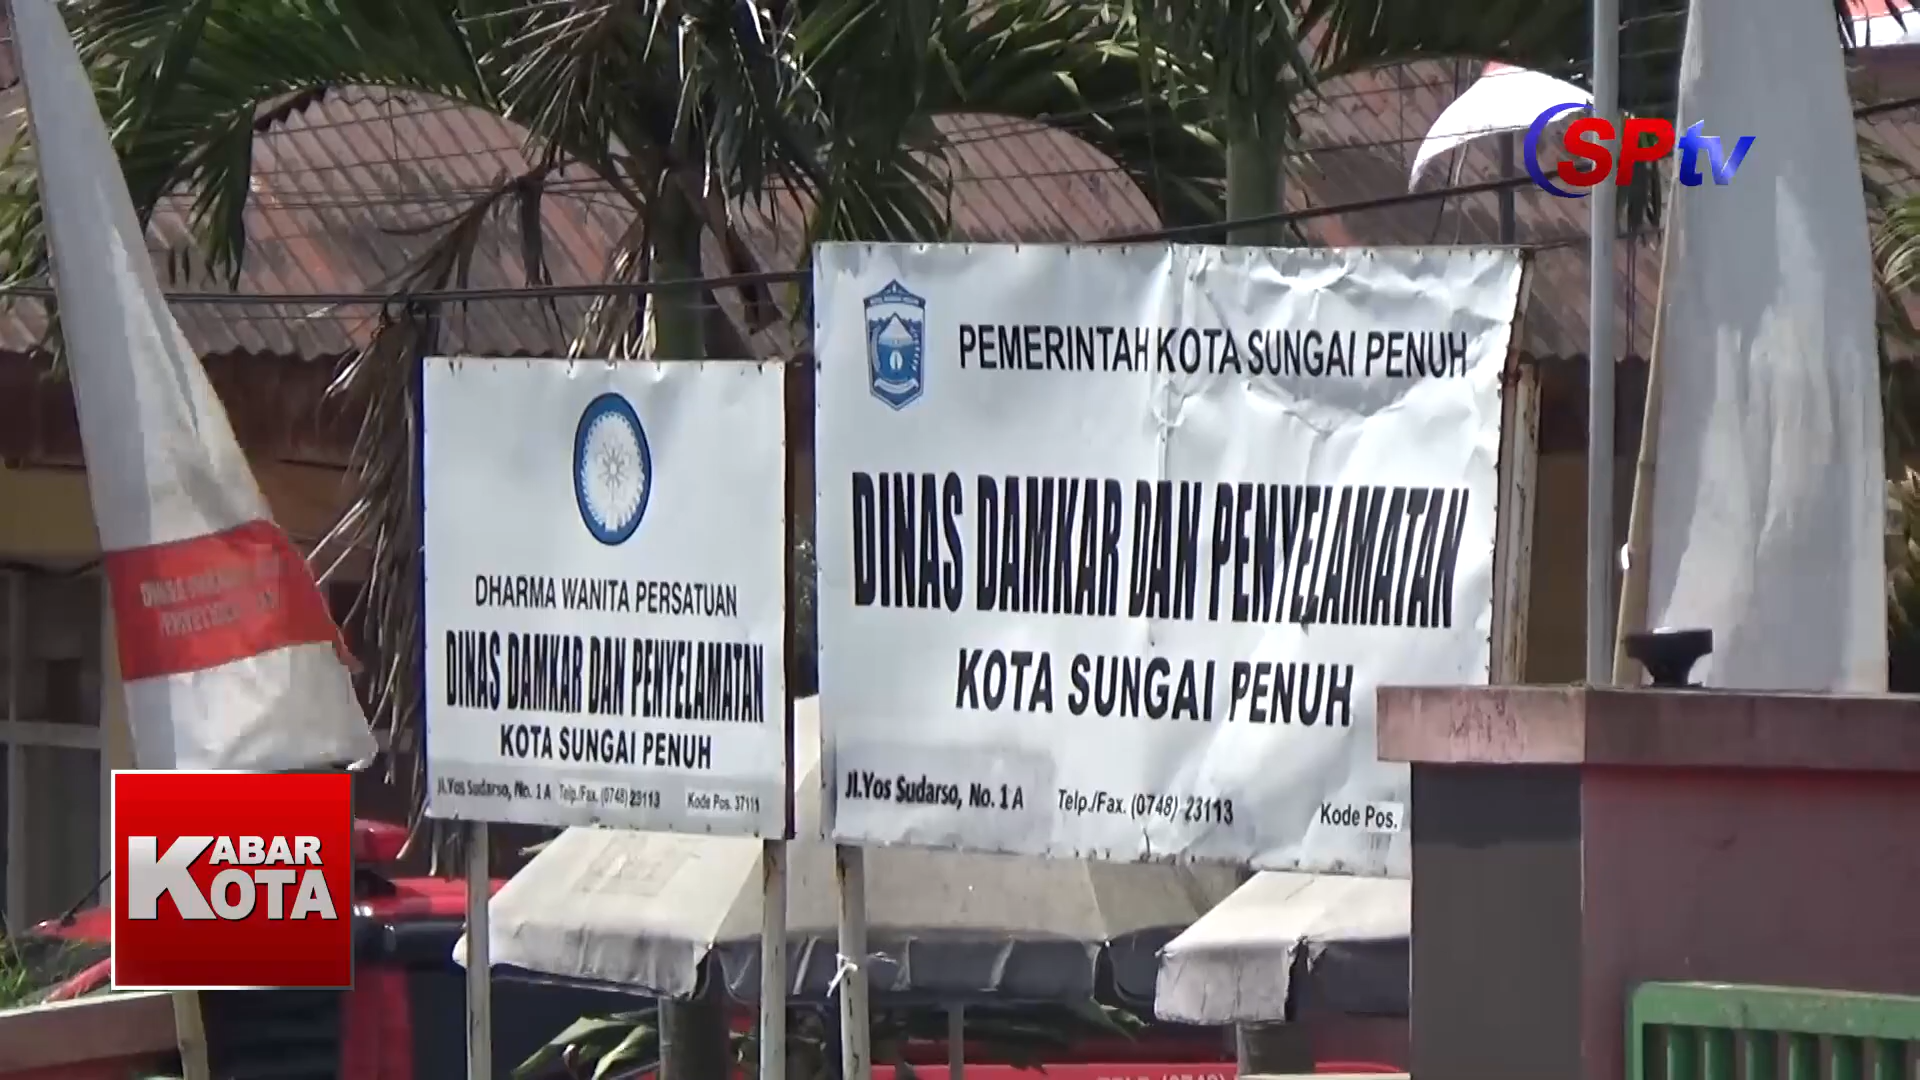 SPtv
PEMERINTAH KOTA SUNGAI PENUH
DINAS DAMKAR DAN PENYELAMATAN
KOTA SUNGAI PENUH
Jl.Yos Sudarso, No. 1 A Telp./Fax. (0748) 23113 Kode Pos.
DHARMA WANITA PERSATUAN
DINAS DAMKAR DAN PENYELAMATAN
KOTA SUNGAI PENUH
Jl.Yos Sudarso, No. 1 A Telp./Fax. (0748) 23113 Kode Pos. 37111
KABAR
KOTA